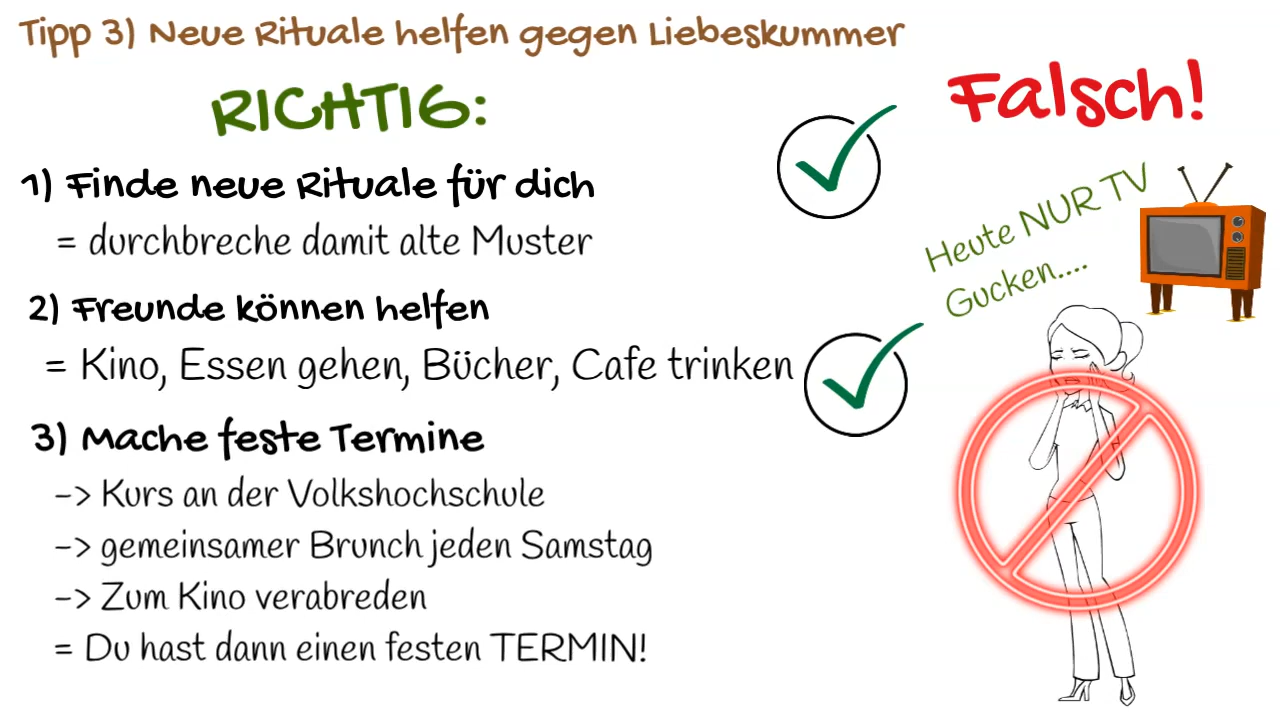 Tipp 3) Neue Rituale helfen gegen Liebeskummer
RICHTIG:
1) Finde neue Rituale für dich
= durchbreche damit alte Muster
2) Freunde können helfen
= Kino, Essen gehen, Bücher, Cafe trinken
3) Mache feste Termine
-> Kurs an der Volkshochschule
-> gemeinsamer Brunch jeden Samstag
-> Zum Kino verabreden
= Du hast dann einen festen TERMIN!
Falsch!
Heute NUR TV
Gucken....